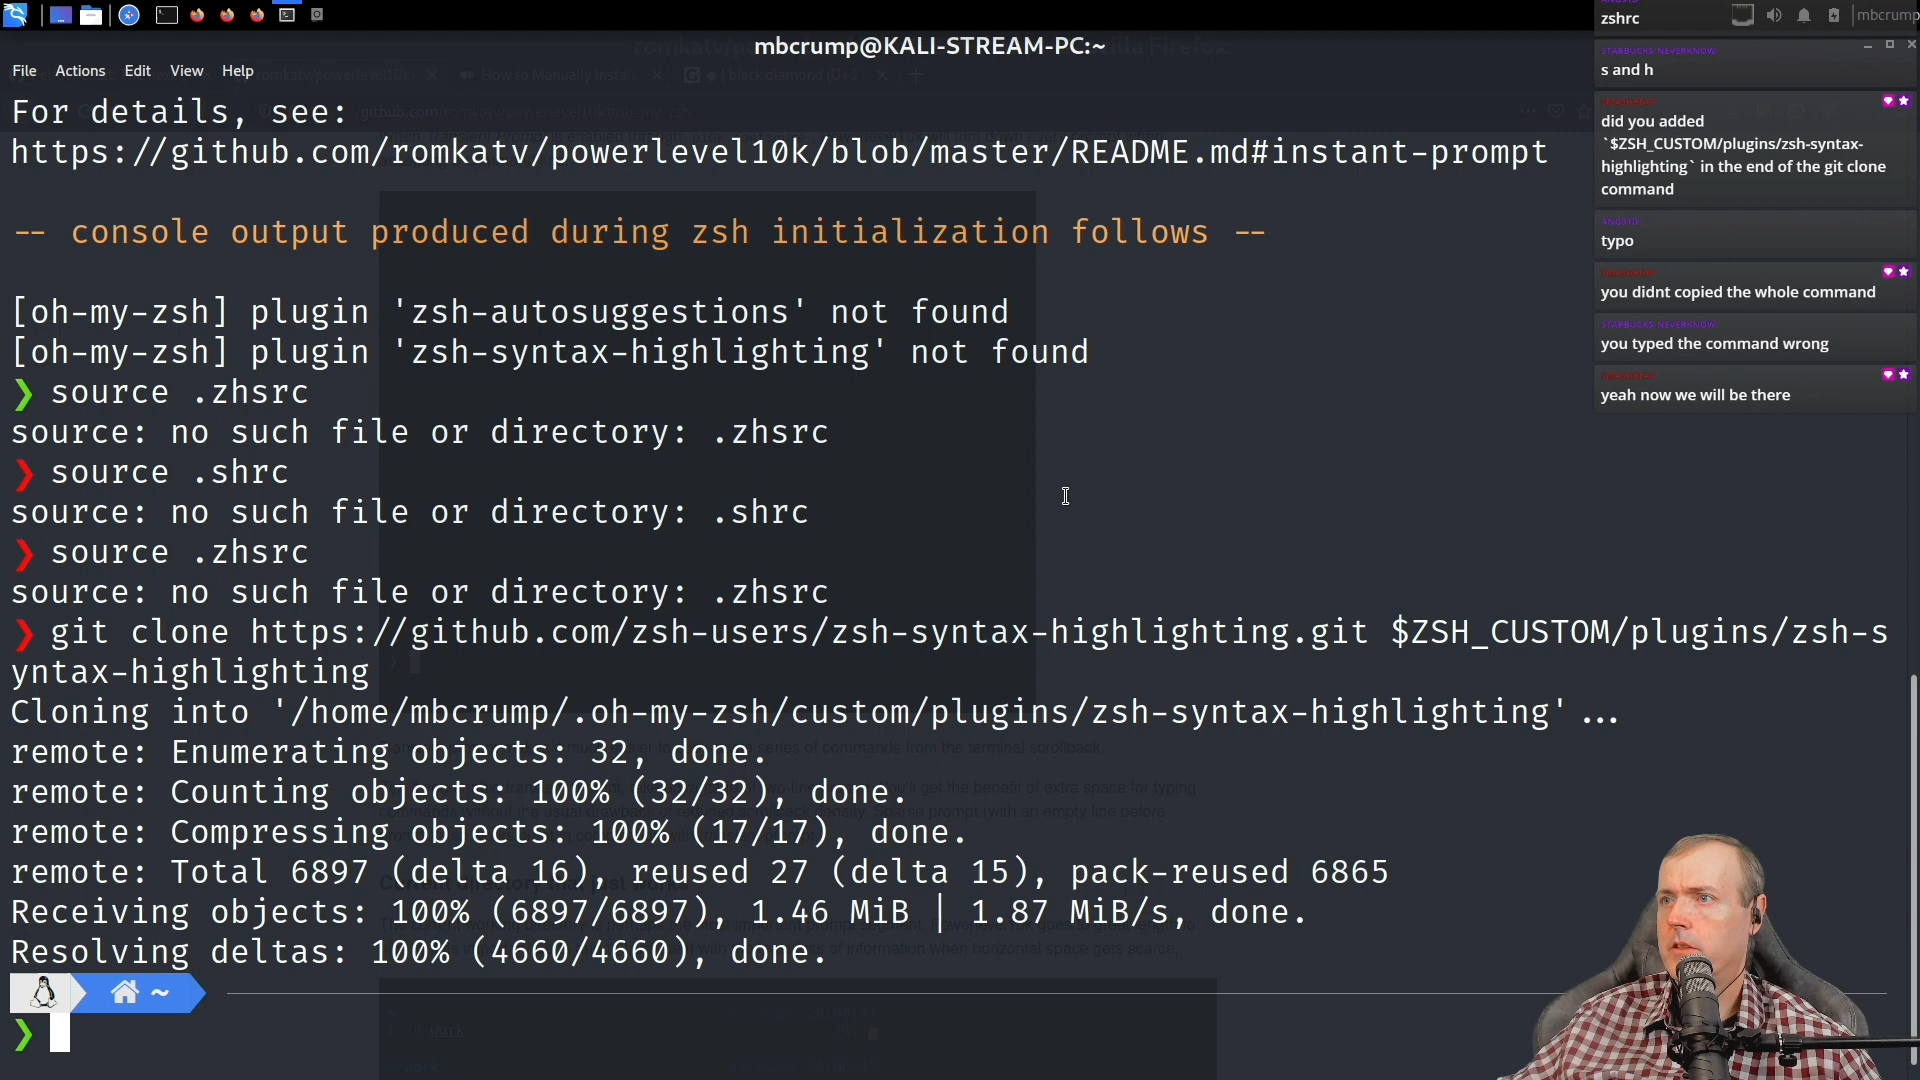 mbcrump
zshrc
mbcrump@KALI-STREAM-PC:~
File Actions Edit View Help
For details, see:
https://github.com/romkatv/powerlevel10k/blob/master/README.md#instant-prompt
-- console output produced during zsh initialization follows --
[oh-my-zsh] plugin 'zsh-autosuggestions' not found
[oh-my-zsh] plugin 'zsh-syntax-highlighting' not found
❯ source .zhsrc
source: no such file or directory: .zhsrc
❯ source .shrc
source: no such file or directory: .shrc
❯ source .zhsrc
source: no such file or directory: .zhsrc
❯ git clone https://github.com/zsh-users/zsh-syntax-highlighting.git $ZSH_CUSTOM/plugins/zsh-s
yntax-highlighting
Cloning into '/home/mbcrump/.oh-my-zsh/custom/plugins/zsh-syntax-highlighting'...
remote: Enumerating objects: 32, done.
remote: Counting objects: 100% (32/32), done.
remote: Compressing objects: 100% (17/17), done.
remote: Total 6897 (delta 16), reused 27 (delta 15), pack-reused 6865
Receiving objects: 100% (6897/6897), 1.46 MiB | 1.87 MiB/s, done.
Resolving deltas: 100% (4660/4660), done.
~
❯
STARBUCKS NEVERKNOW
s and h
did you added
`$ZSH_CUSTOM/plugins/zsh-syntax-
highlighting` in the end of the git clone
command
typo
you didnt copied the whole command
STARBUCKS NEVERKNOW
you typed the command wrong
yeah now we will be there